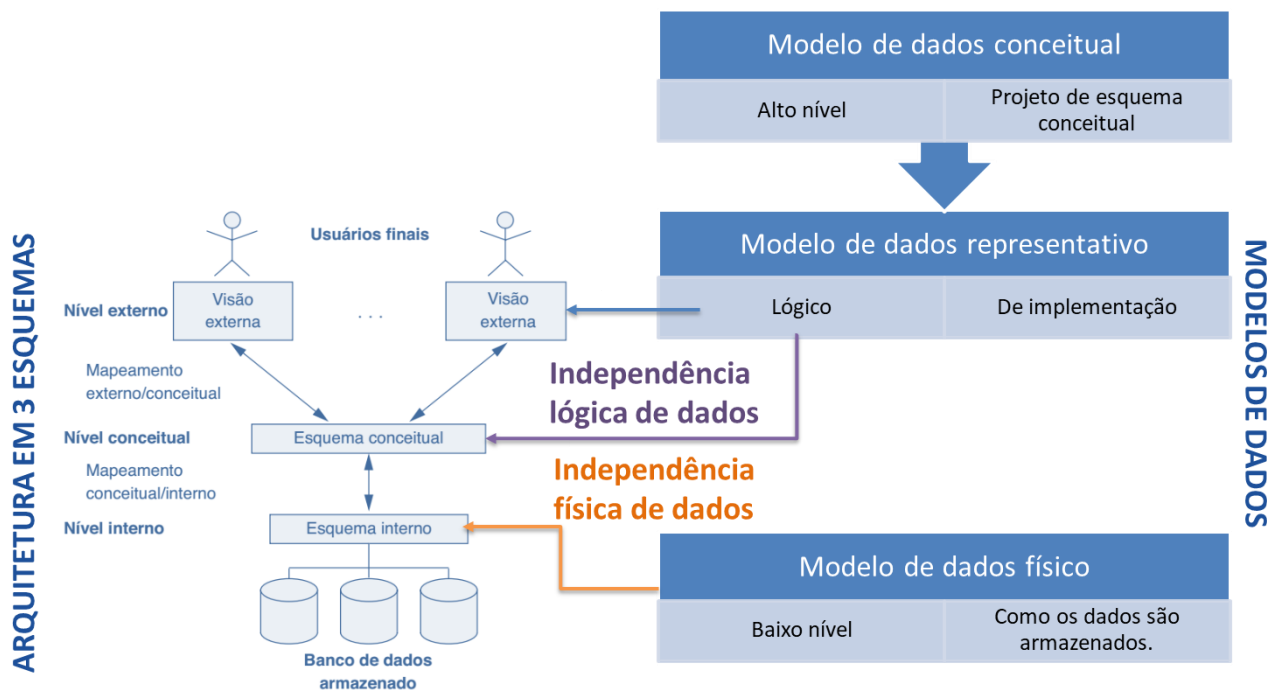 ARQUITETURA EM 3 ESQUEMAS
Usuários finais
Nível externo
Visão
externa
. . .
Visão
externa
Mapeamento
externo/conceitual
Nível conceitual
Esquema conceitual
Mapeamento
conceitual/interno
Nível interno
Esquema interno
Banco de dados
armazenado
Independência
lógica de dados
Independência
física de dados
Modelo de dados conceitual
Alto nível
Projeto de esquema
conceitual
Modelo de dados representativo
Lógico
De implementação
Modelo de dados físico
Baixo nível
Como os dados são
armazenados.
MODELOS DE DADOS